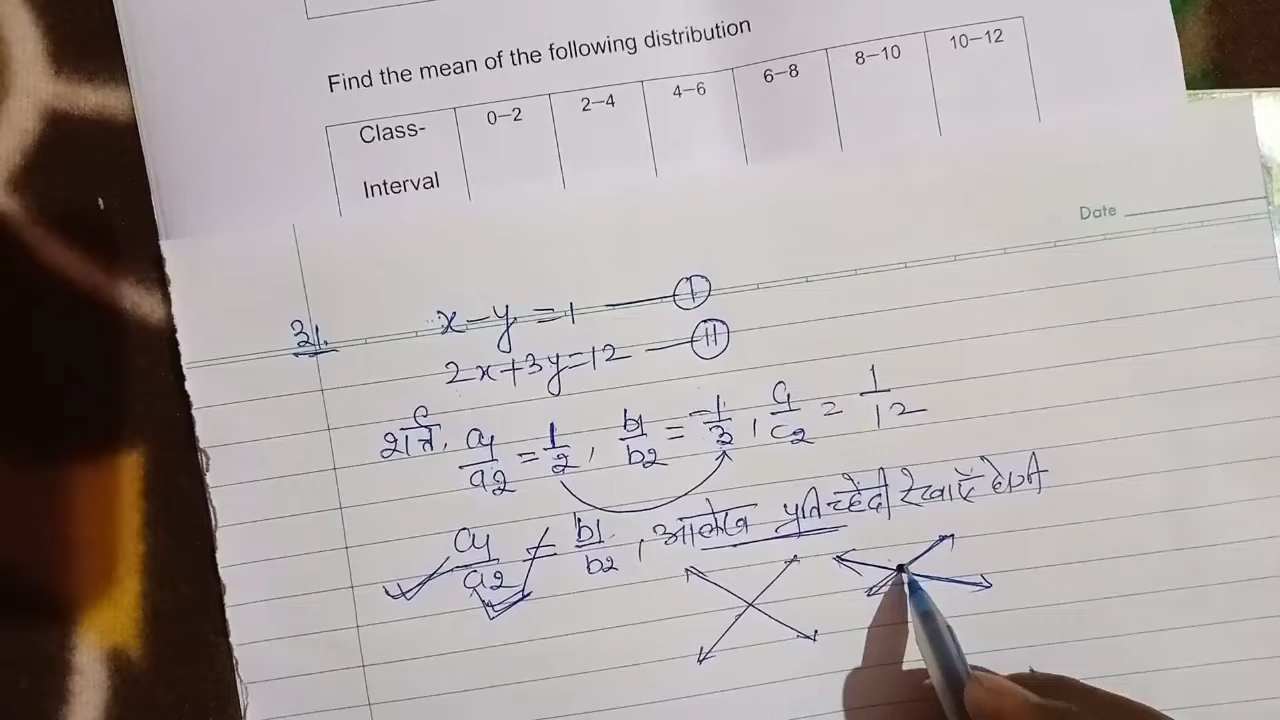 Find the mean of the following distribution
Class-Interval 0–2 2–4 4–6 6–8 8–10 10–12
Date
31. x-y=1 — I
2x+3y=12 — II
शर्त, a1/a2 = 1/2, b1/b2 = -1/3, c1/c2 = 1/12
a1/a2 ≠ b1/b2, आलेख प्रतिच्छेदी रेखाएँ होगी